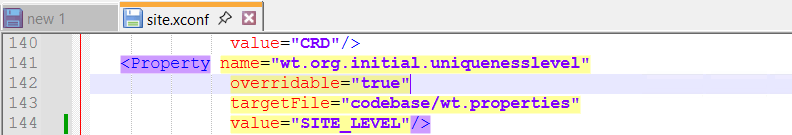 new 1 site.xconf
140 value="CRD"/>
141 <Property name="wt.org.initial.uniquenesslevel"
142 overridable="true"
143 targetFile="codebase/wt.properties"
144 value="SITE_LEVEL"/>